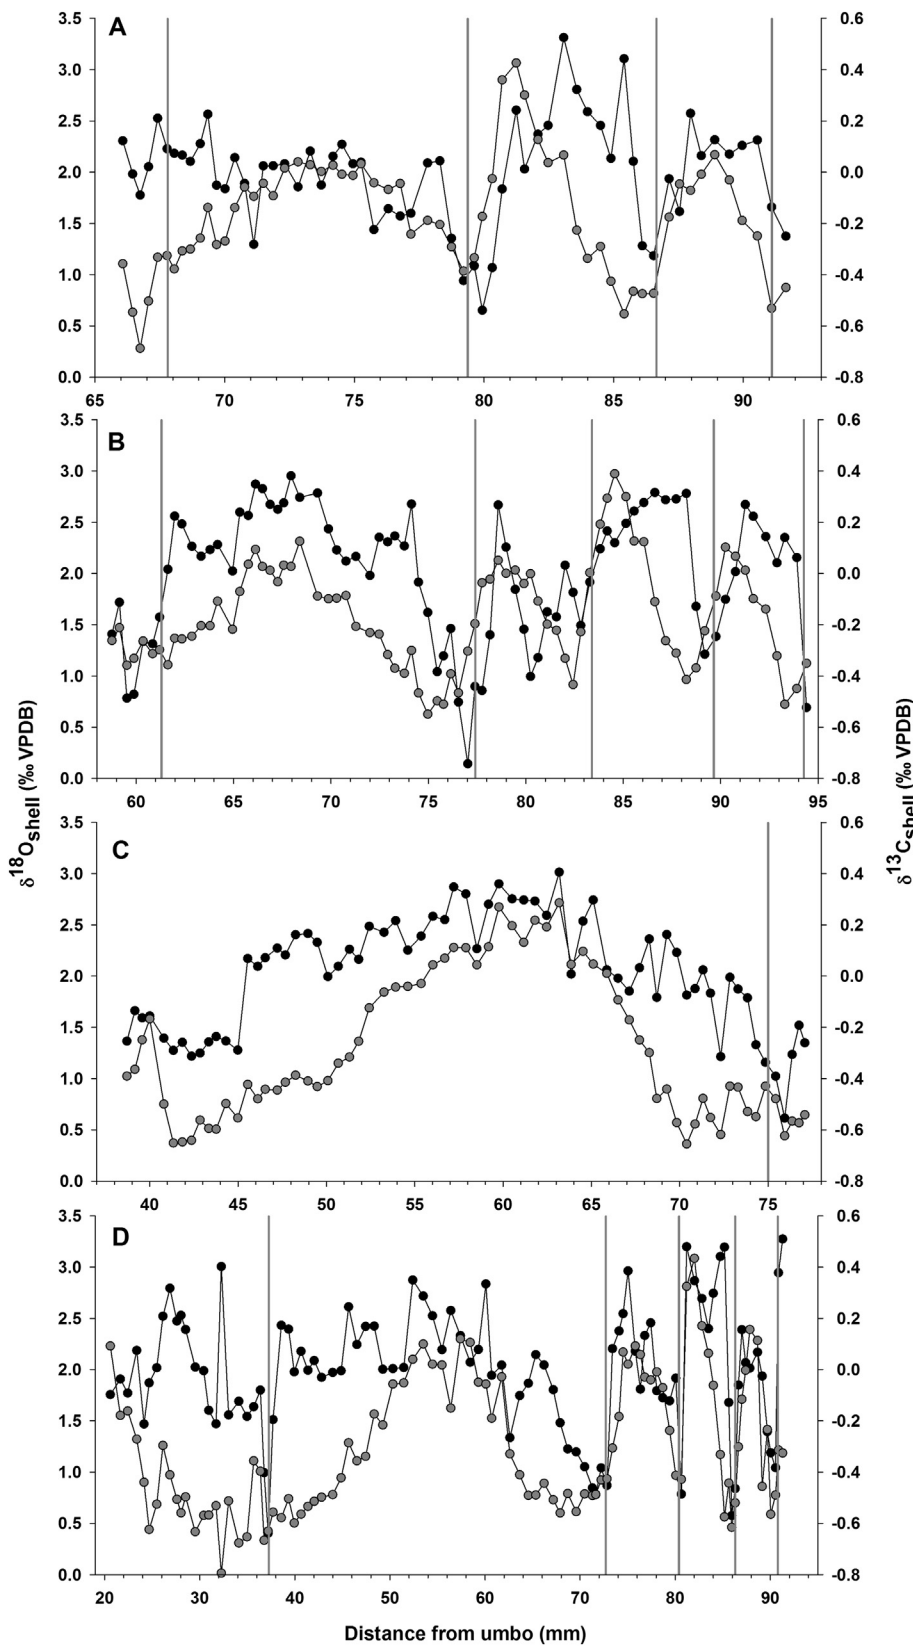 A
3.5 3.0 2.5 2.0 1.5 1.0 0.5 0.0
0.6 0.4 0.2 0.0 -0.2 -0.4 -0.6 -0.8
65 70 75 80 85 90
B
3.5 3.0 2.5 2.0 1.5 1.0 0.5 0.0
0.6 0.4 0.2 0.0 -0.2 -0.4 -0.6 -0.8
60 65 70 75 80 85 90 95
δ18Oshell (‰ VPDB)
δ13Cshell (‰ VPDB)
C
3.5 3.0 2.5 2.0 1.5 1.0 0.5 0.0
0.6 0.4 0.2 0.0 -0.2 -0.4 -0.6 -0.8
40 45 50 55 60 65 70 75
D
3.5 3.0 2.5 2.0 1.5 1.0 0.5 0.0
0.6 0.4 0.2 0.0 -0.2 -0.4 -0.6 -0.8
20 30 40 50 60 70 80 90
Distance from umbo (mm)